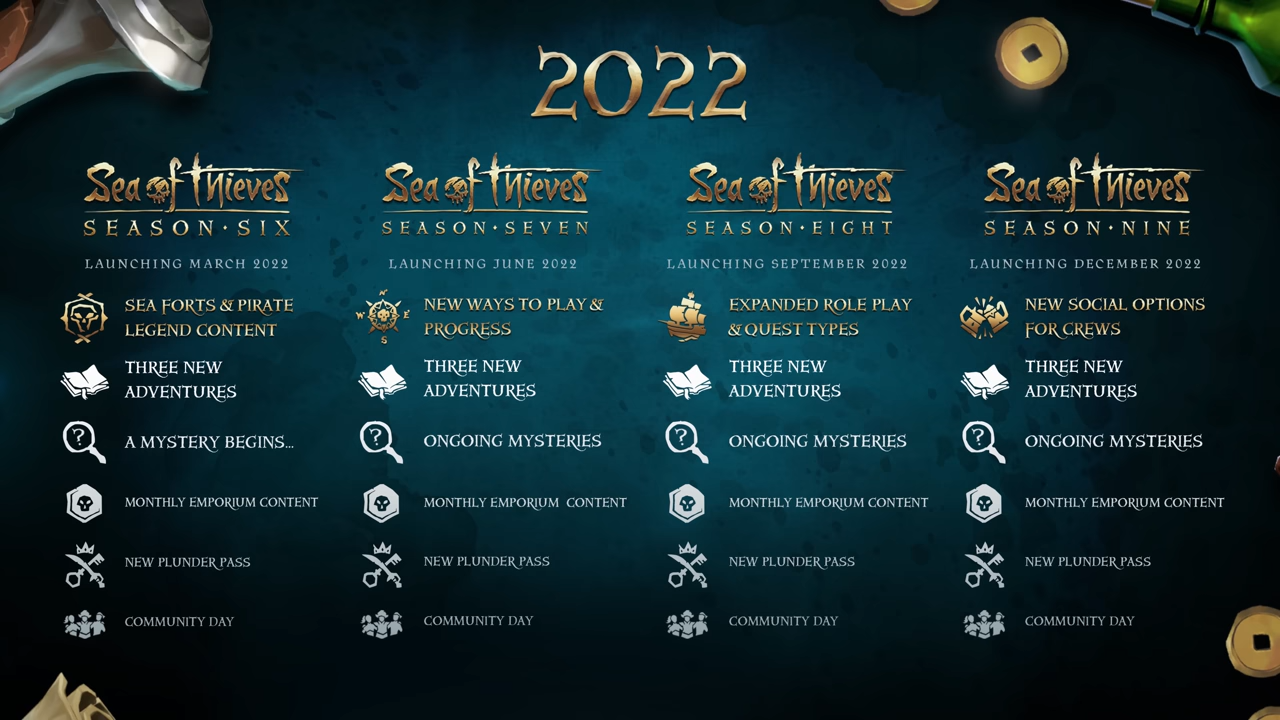 2022
Sea of Thieves
SEASON • SIX
LAUNCHING MARCH 2022
SEA FORTS & PIRATE
LEGEND CONTENT
THREE NEW
ADVENTURES
A MYSTERY BEGINS...
MONTHLY EMPORIUM CONTENT
NEW PLUNDER PASS
COMMUNITY DAY
Sea of Thieves
SEASON • SEVEN
LAUNCHING JUNE 2022
N
W E
S
NEW WAYS TO PLAY &
PROGRESS
THREE NEW
ADVENTURES
?
ONGOING MYSTERIES
MONTHLY EMPORIUM CONTENT
NEW PLUNDER PASS
COMMUNITY DAY
Sea of Thieves
SEASON • EIGHT
LAUNCHING SEPTEMBER 2022
EXPANDED ROLE PLAY
& QUEST TYPES
THREE NEW
ADVENTURES
?
ONGOING MYSTERIES
MONTHLY EMPORIUM CONTENT
NEW PLUNDER PASS
COMMUNITY DAY
Sea of Thieves
SEASON • NINE
LAUNCHING DECEMBER 2022
NEW SOCIAL OPTIONS
FOR CREWS
THREE NEW
ADVENTURES
?
ONGOING MYSTERIES
MONTHLY EMPORIUM CONTENT
NEW PLUNDER PASS
COMMUNITY DAY